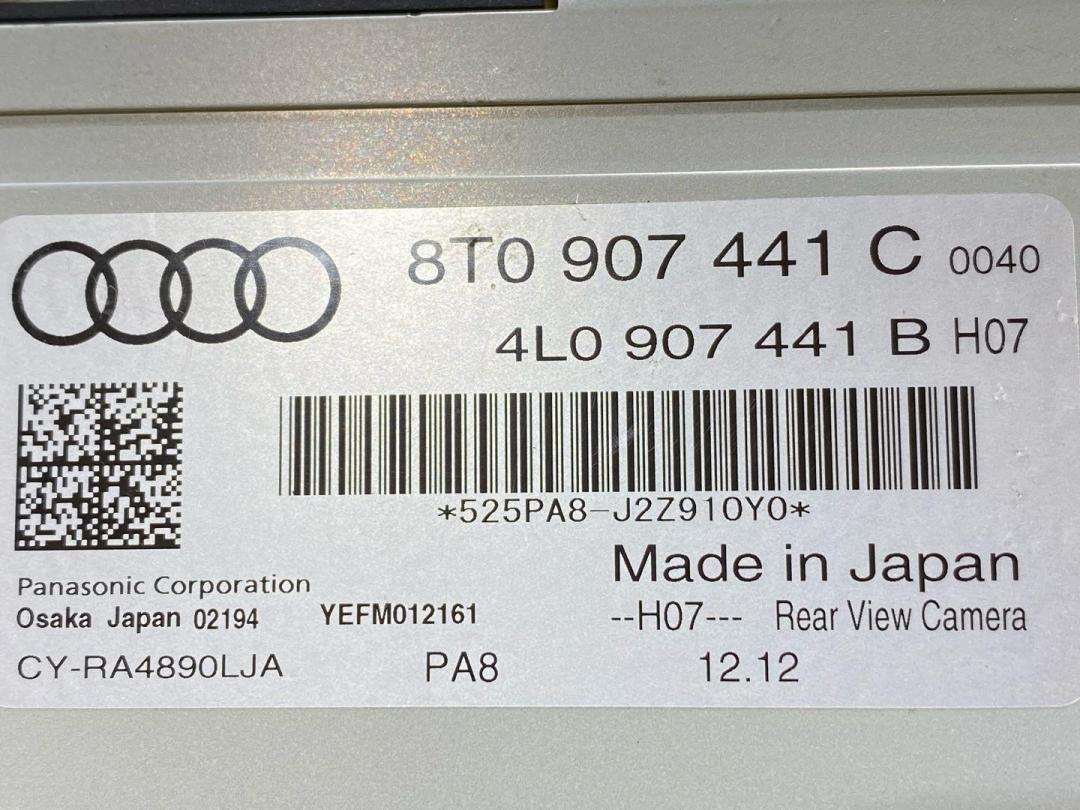 8T0 907 441 C 0040
4L0 907 441 B H07
*525PA8-J2Z910Y0*
Made in Japan
Panasonic Corporation
Osaka Japan 02194 YEFM012161 --H07--- Rear View Camera
CY-RA4890LJA PA8 12.12